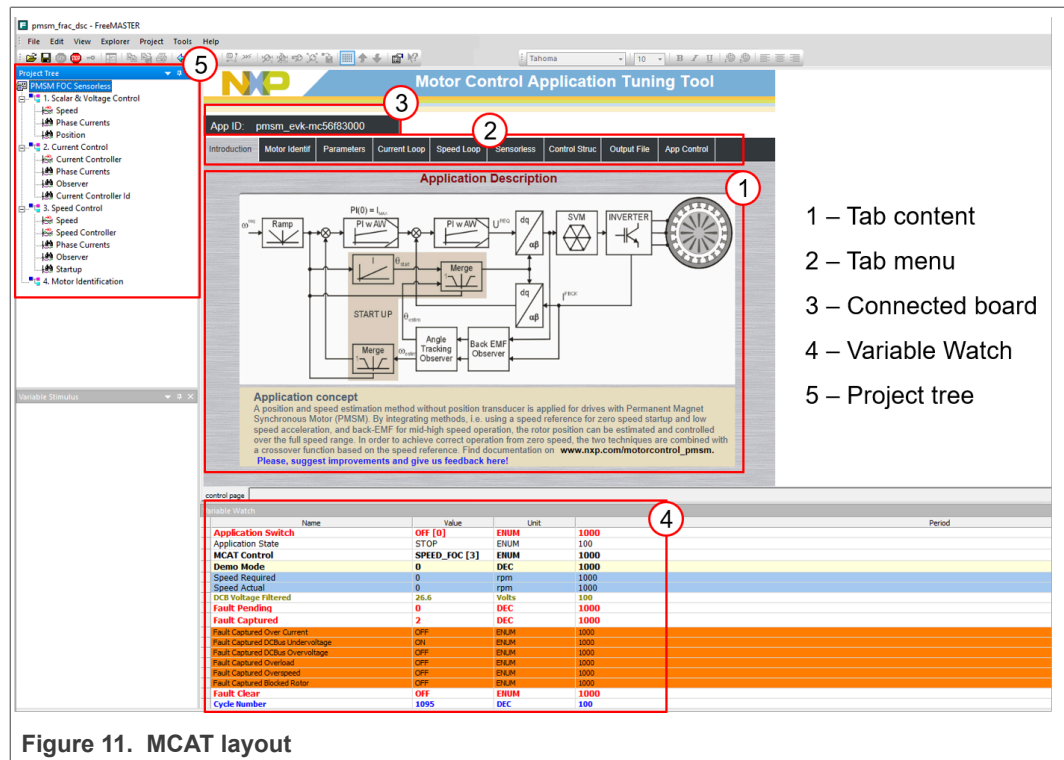 pmsm_frac_dsc - FreeMASTER
File Edit View Explorer Project Tools Help
Tahoma 10 B I U
Project Tree
5
PMSM FOC Sensorless
1. Scalar & Voltage Control
Speed
Phase Currents
Position
2. Current Control
Current Controller
Phase Currents
Observer
Current Controller Id
3. Speed Control
Speed
Speed Controller
Phase Currents
Observer
Startup
4. Motor Identification
Variable Stimulus
NXP
Motor Control Application Tuning Tool
3
App ID: pmsm_evk-mc56f83000
2
Introduction Motor Identif Parameters Current Loop Speed Loop Sensorless Control Struc Output File App Control
Application Description
1
PI(0) = IMAX
ωREQ Ramp PI w AW PI w AW UREQ dq αβ SVM INVERTER
I θstar Merge
START UP
dq αβ IFBCK
θestim
Merge ωestim Angle Tracking Observer Back EMF Observer
Application concept
A position and speed estimation method without position transducer is applied for drives with Permanent Magnet
Synchronous Motor (PMSM). By integrating methods, i.e. using a speed reference for zero speed startup and low
speed acceleration, and back-EMF for mid-high speed operation, the rotor position can be estimated and controlled
over the full speed range. In order to achieve correct operation from zero speed, the two techniques are combined with
a crossover function based on the speed reference. Find documentation on www.nxp.com/motorcontrol_pmsm.
Please, suggest improvements and give us feedback here!
1 – Tab content
2 – Tab menu
3 – Connected board
4 – Variable Watch
5 – Project tree
control page
Variable Watch
4
Name Value Unit Period
Application Switch OFF [0] ENUM 1000
Application State STOP ENUM 100
MCAT Control SPEED_FOC [3] ENUM 1000
Demo Mode 0 DEC 1000
Speed Required 0 rpm 1000
Speed Actual 0 rpm 1000
DCB Voltage Filtered 26.6 Volts 100
Fault Pending 0 DEC 1000
Fault Captured 2 DEC 1000
Fault Captured Over Current OFF ENUM 1000
Fault Captured DCBus Undervoltage ON ENUM 1000
Fault Captured DCBus Overvoltage OFF ENUM 1000
Fault Captured Overload OFF ENUM 1000
Fault Captured Overspeed OFF ENUM 1000
Fault Captured Blocked Rotor OFF ENUM 1000
Fault Clear OFF ENUM 1000
Cycle Number 1095 DEC 100
Figure 11. MCAT layout